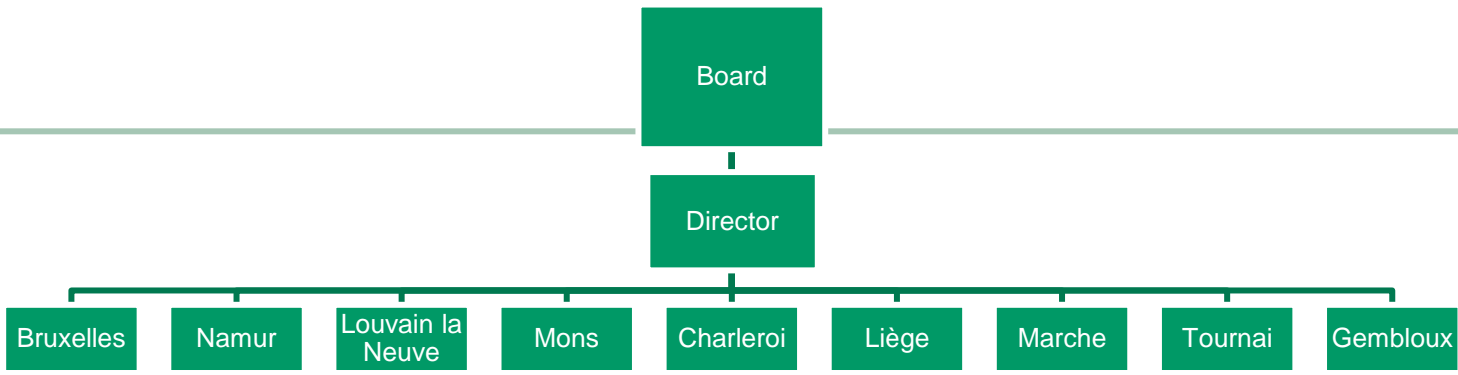 Board
Director
Bruxelles
Namur
Louvain la
Neuve
Mons
Charleroi
Liège
Marche
Tournai
Gembloux